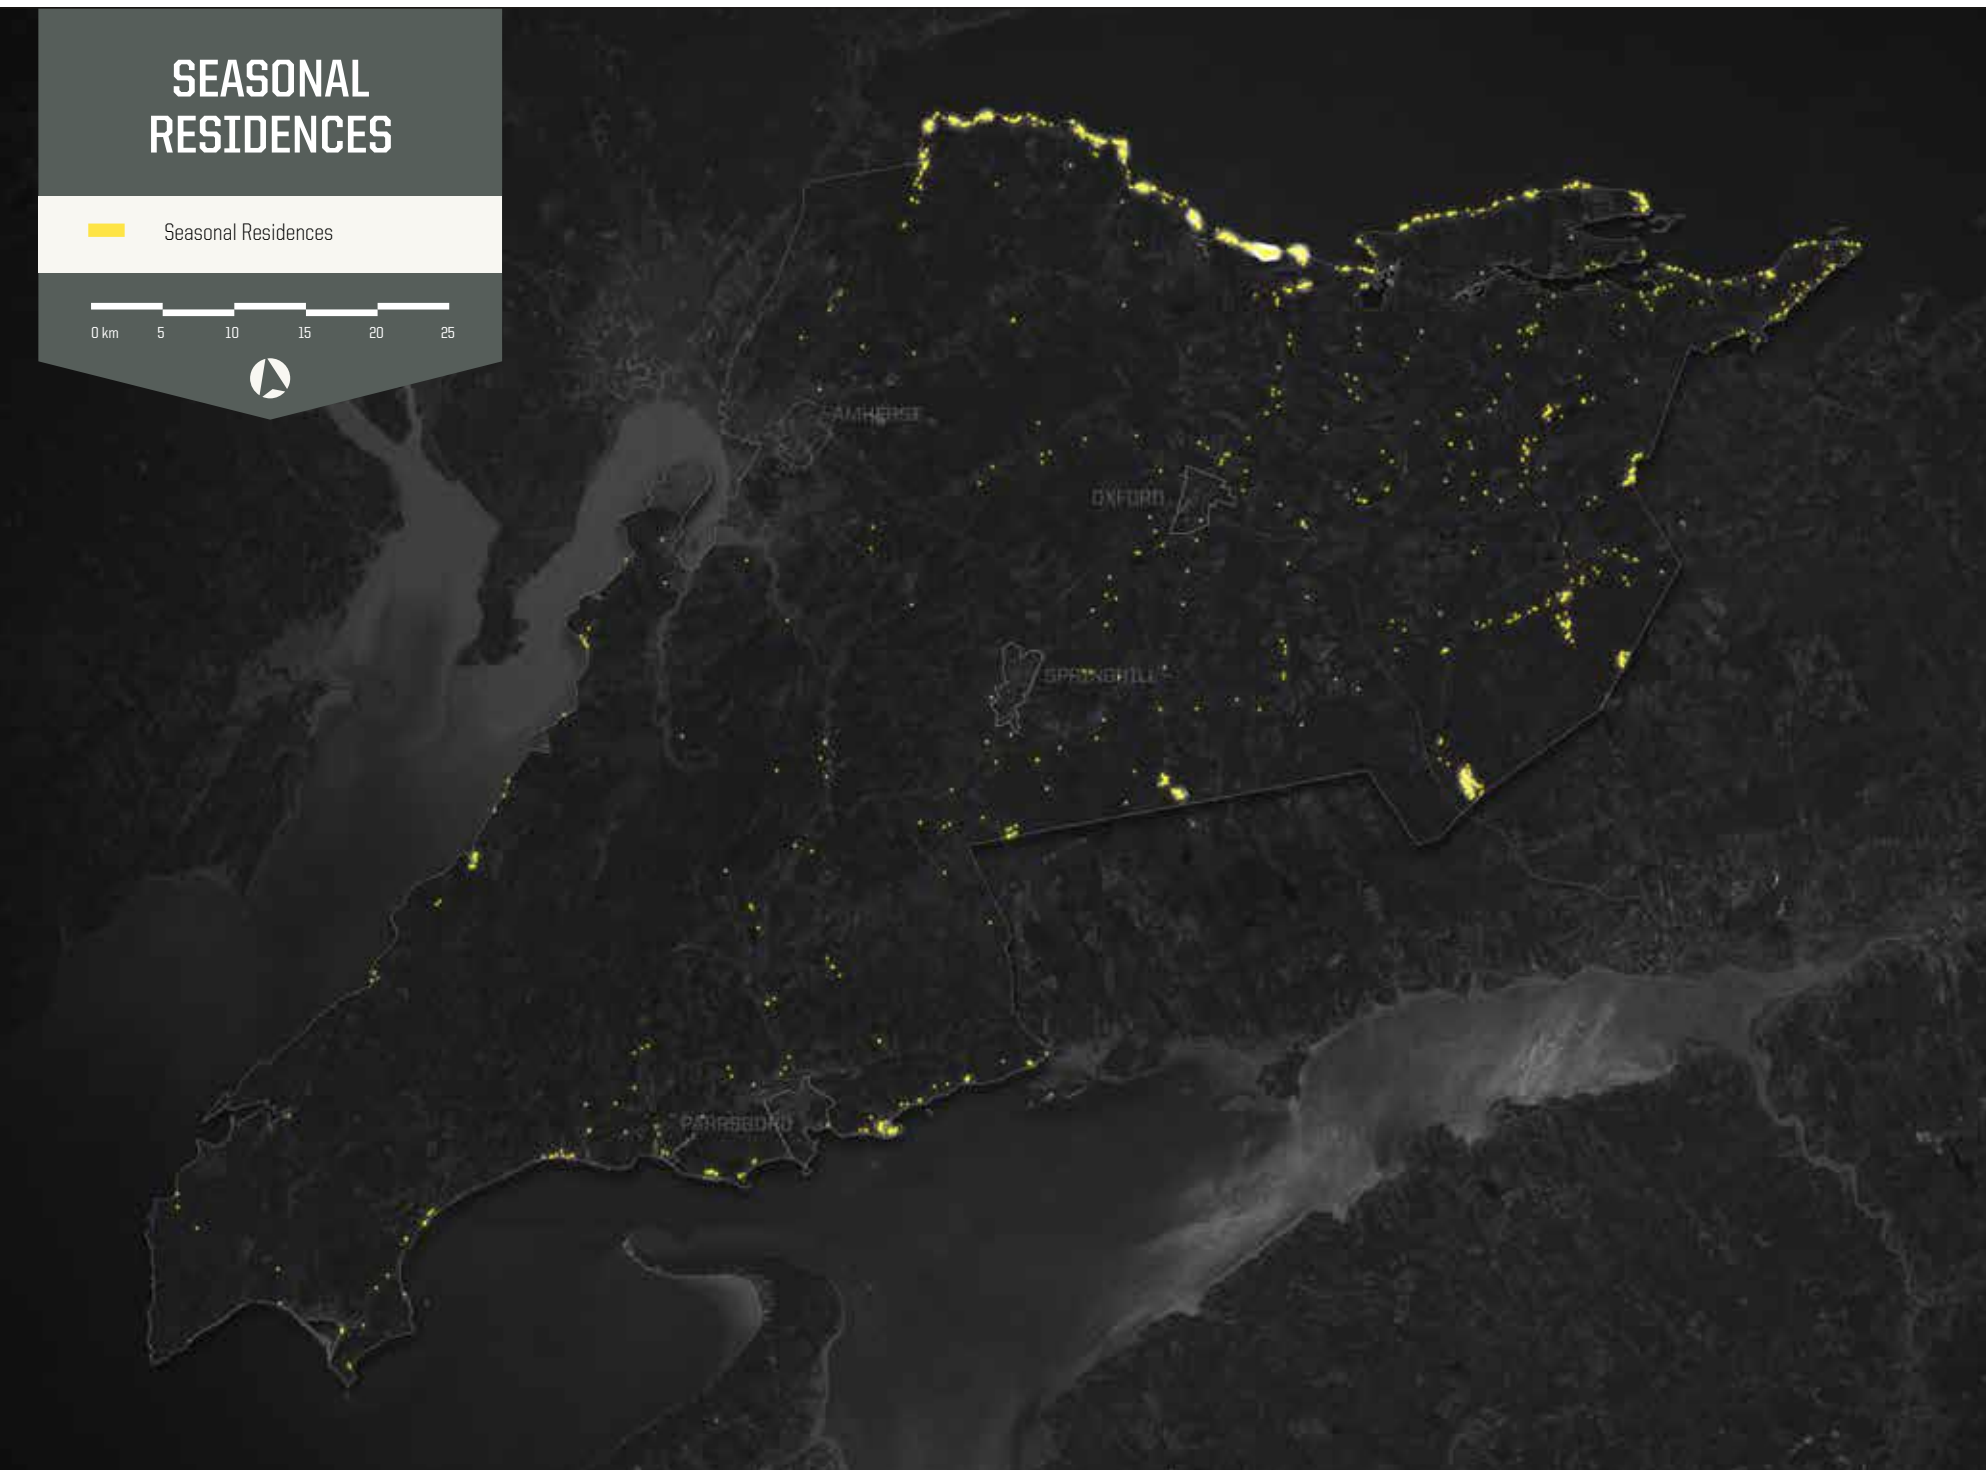 SEASONAL
RESIDENCES
Seasonal Residences
0 km 5 10 15 20 25
AMHERST
OXFORD
SPRINGHILL
PARRSBORO